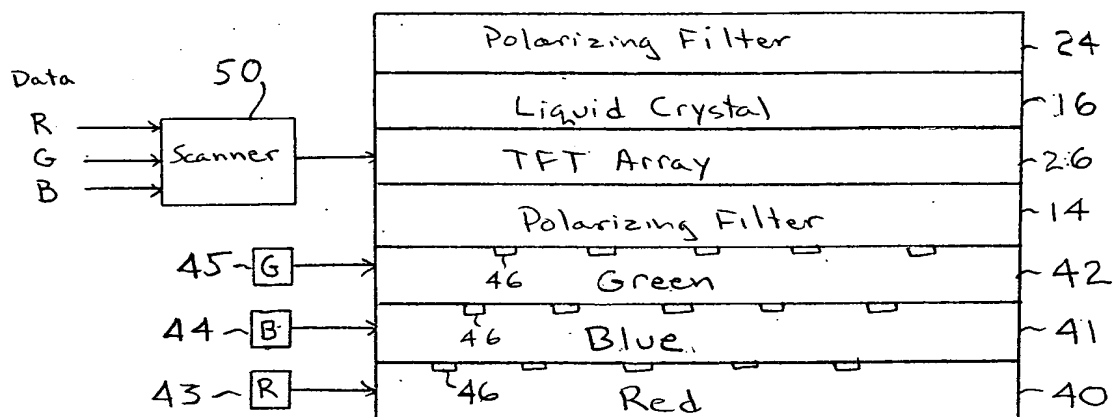 Polarizing Filter 24
Data 50
Liquid Crystal 16
R
G Scanner TFT Array 26
B
Polarizing Filter 14
45 G 46 Green 42
44 B 46 Blue 41
43 R 46 Red 40